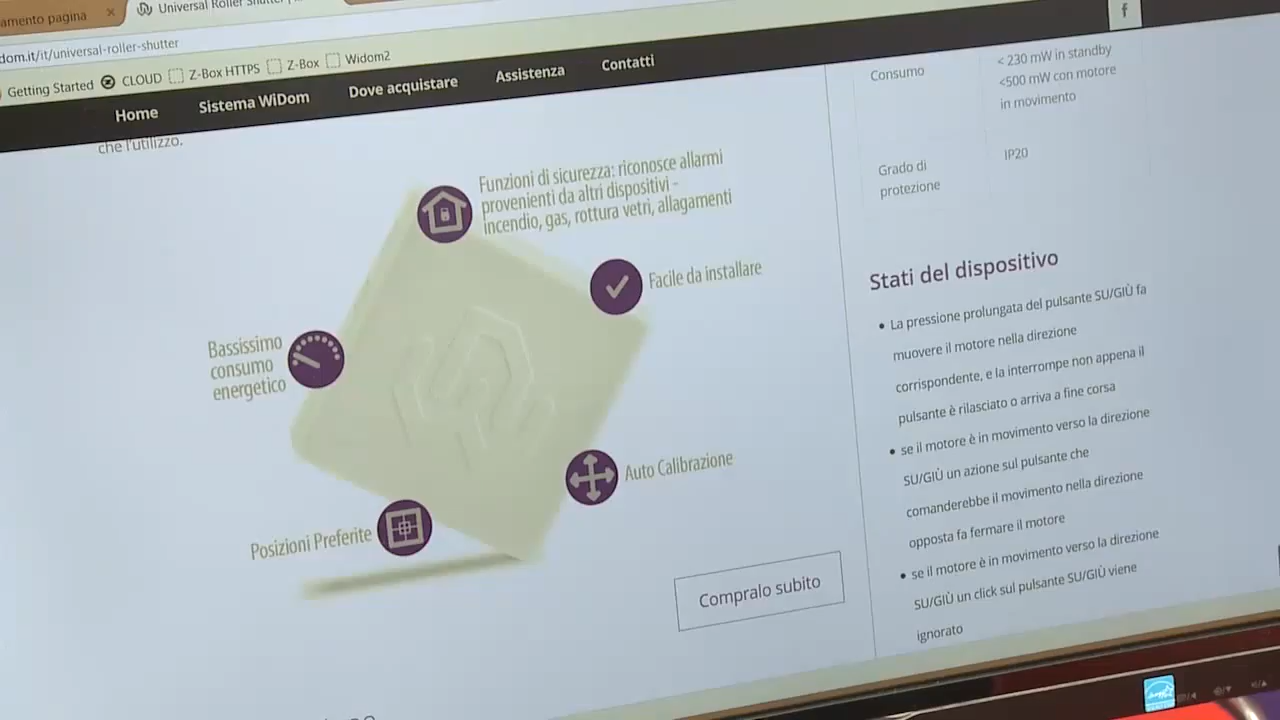 amento pagina
Universal Roller Shutter
dom.it/it/universal-roller-shutter
Getting Started
CLOUD
Z-Box HTTPS
Z-Box
Widom2
Home
Sistema WiDom
Dove acquistare
Assistenza
Contatti
f
che l'utilizzo.
Funzioni di sicurezza: riconosce allarmi
provenienti da altri dispositivi -
incendio, gas, rottura vetri, allagamenti
Facile da installare
Bassissimo
consumo
energetico
Auto Calibrazione
Posizioni Preferite
Compralo subito
Consumo
< 230 mW in standby
<500 mW con motore
in movimento
Grado di
protezione
IP20
Stati del dispositivo
• La pressione prolungata del pulsante SU/GIÙ fa
muovere il motore nella direzione
corrispondente, e la interrompe non appena il
pulsante è rilasciato o arriva a fine corsa
• se il motore è in movimento verso la direzione
SU/GIÙ un azione sul pulsante che
comanderebbe il movimento nella direzione
opposta fa fermare il motore
• se il motore è in movimento verso la direzione
SU/GIÙ un click sul pulsante SU/GIÙ viene
ignorato